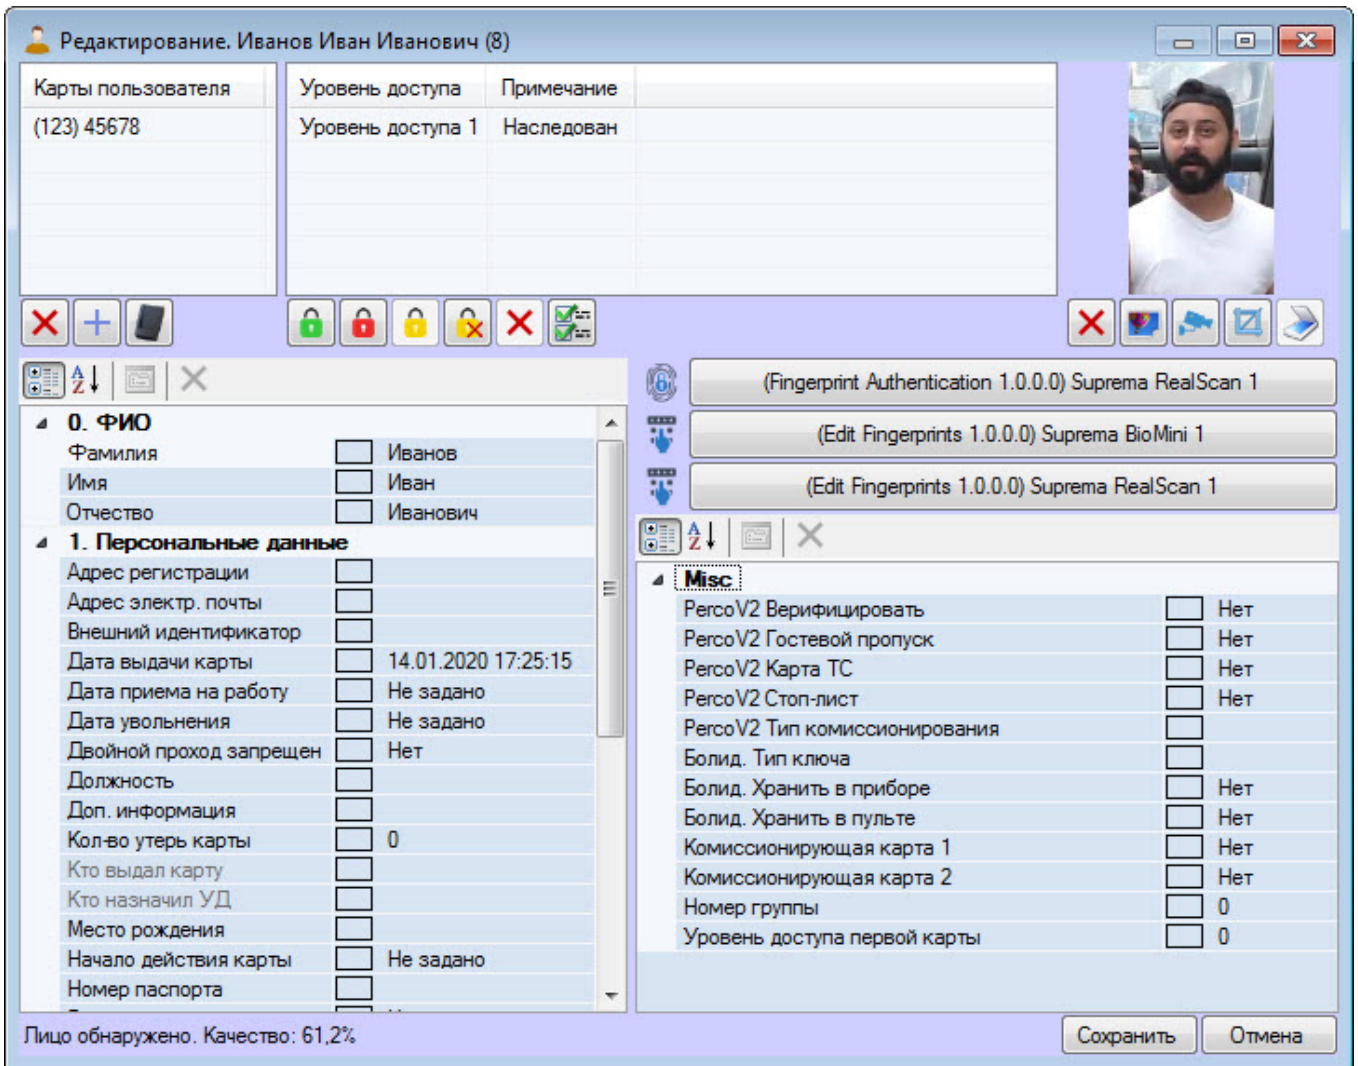 Редактирование. Иванов Иван Иванович (8)
Карты пользователя
(123) 45678
Уровень доступа Примечание
Уровень доступа 1 Наследован
(Fingerprint Authentication 1.0.0.0) Suprema RealScan 1
(Edit Fingerprints 1.0.0.0) Suprema BioMini 1
(Edit Fingerprints 1.0.0.0) Suprema RealScan 1
0. ФИО
Фамилия Иванов
Имя Иван
Отчество Иванович
1. Персональные данные
Адрес регистрации
Адрес электр. почты
Внешний идентификатор
Дата выдачи карты 14.01.2020 17:25:15
Дата приема на работу Не задано
Дата увольнения Не задано
Двойной проход запрещен Нет
Должность
Доп. информация
Кол-во утерь карты 0
Кто выдал карту
Кто назначил УД
Место рождения
Начало действия карты Не задано
Номер паспорта
Misc
PercoV2 Верифицировать Нет
PercoV2 Гостевой пропуск Нет
PercoV2 Карта ТС Нет
PercoV2 Стоп-лист Нет
PercoV2 Тип комиссионирования
Болид. Тип ключа
Болид. Хранить в приборе Нет
Болид. Хранить в пульте Нет
Комиссионирующая карта 1 Нет
Комиссионирующая карта 2 Нет
Номер группы 0
Уровень доступа первой карты 0
Лицо обнаружено. Качество: 61,2%
Сохранить
Отмена